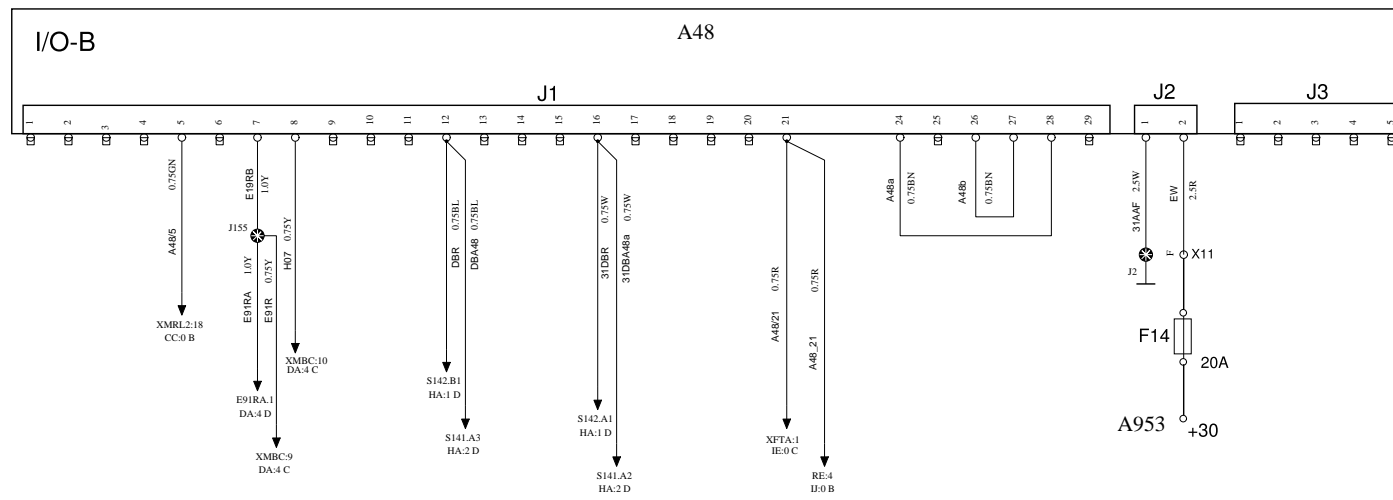 A48
I/O-B
J1
J2
J3
1 2 3 4 5 6 7 8 9 10 11 12 13 14 15 16 17 18 19 20 21 24 25 26 27 28 29
1 2
1 2 3 4 5
0.75GN
A48/5
XMRL2:18
CC:0 B
E19RB
1.0Y
J155
E91RA
1.0Y
E91R
0.75Y
E91RA.1
DA:4 D
XMBC:9
DA:4 C
H07
0.75Y
XMBC:10
DA:4 C
DBR
0.75BL
DBA48
0.75BL
S142.B1
HA:1 D
S141.A3
HA:2 D
31DBR
0.75W
31DBA48a
0.75W
S142.A1
HA:1 D
S141.A2
HA:2 D
A48/21
0.75R
A48_21
0.75R
XFTA:1
IE:0 C
RE:4
IJ:0 B
A48a
0.75BN
A48b
0.75BN
31AAF
2.5W
J2
EW
2.5R
F
X11
F14
20A
A953
+30